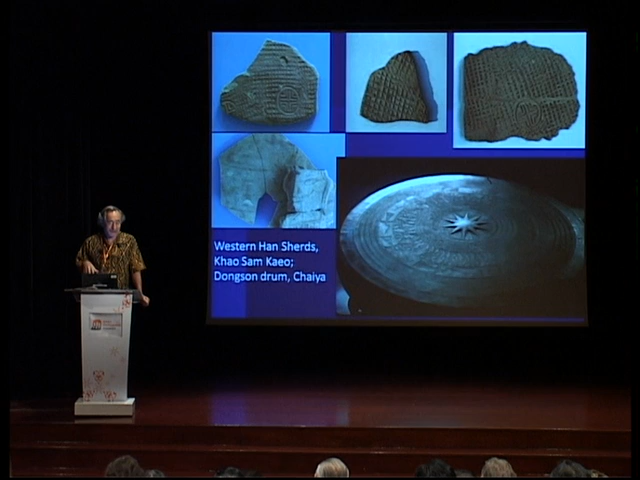 Western Han Sherds,
Khao Sam Kaeo;
Dongson drum, Chaiya